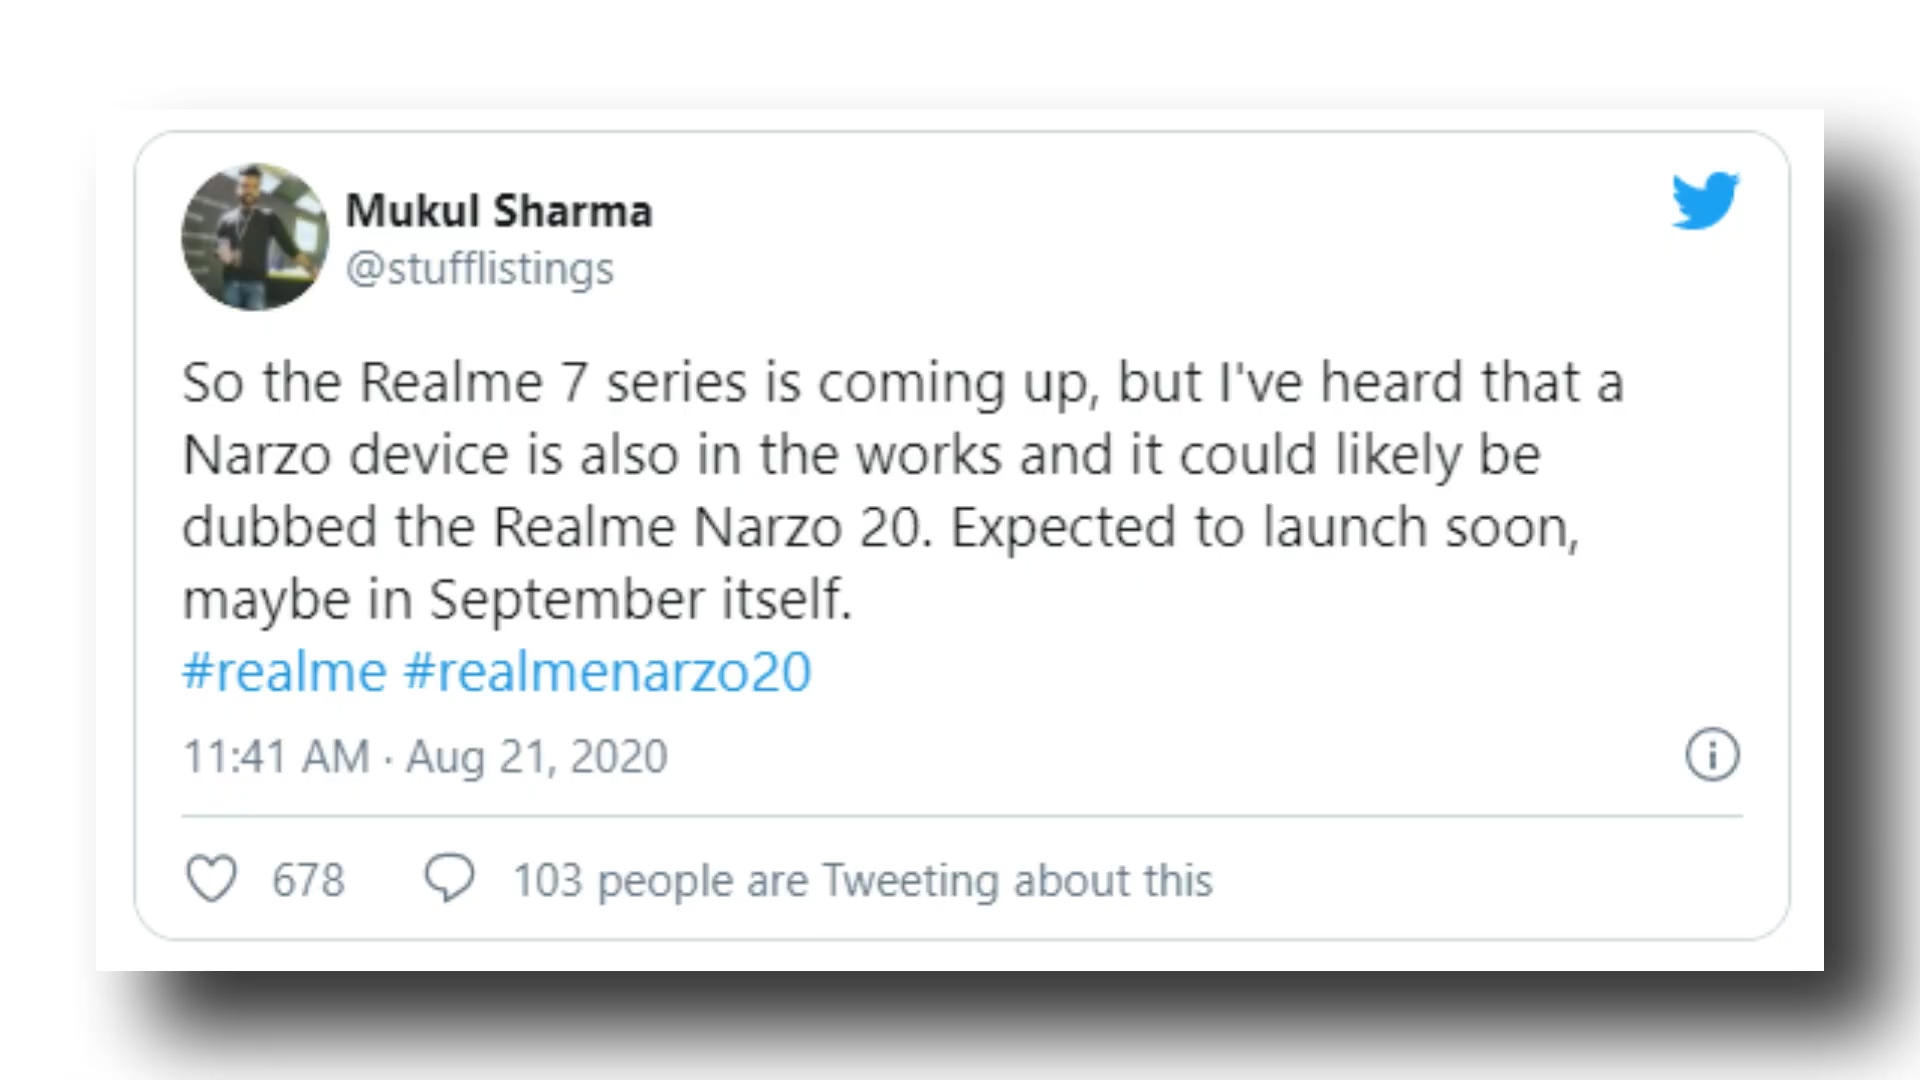 Mukul Sharma
@stufflistings
So the Realme 7 series is coming up, but I've heard that a
Narzo device is also in the works and it could likely be
dubbed the Realme Narzo 20. Expected to launch soon,
maybe in September itself.
#realme #realmenarzo20
11:41 AM · Aug 21, 2020
678 103 people are Tweeting about this